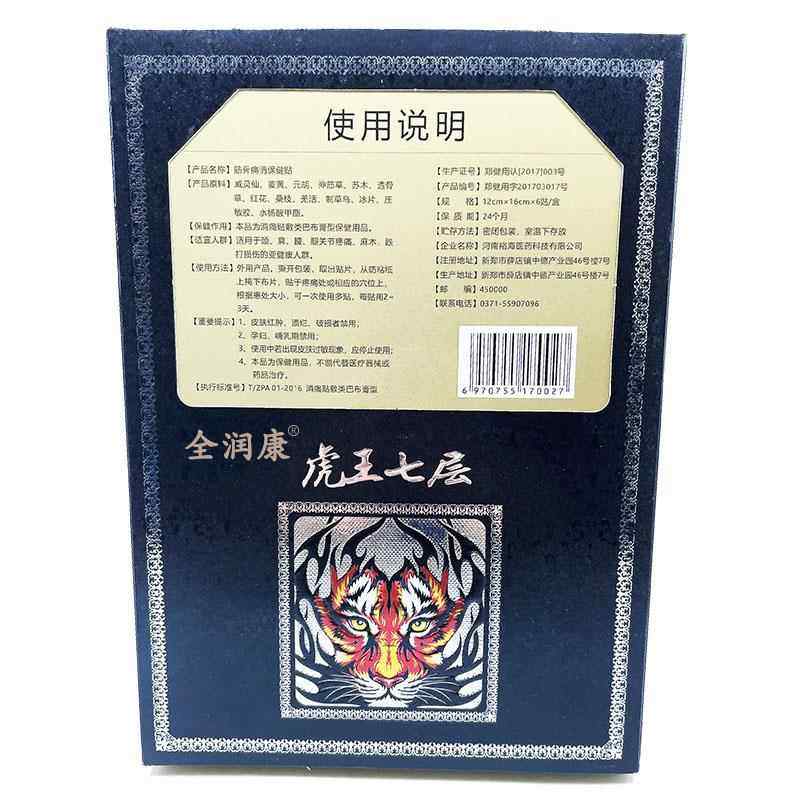 使用说明
【产品名称】筋骨痛消保健贴
【产品原料】威灵仙、姜黄、元胡、伸筋草、苏木、透骨
草、红花、桑枝、羌活、制草乌、冰片、压
敏胶、水杨酸甲酯。
【保健作用】本品为消痛贴敷类巴布膏型保健用品。
【适宜人群】适用于颈、肩、腰、腿关节疼痛、麻木、跌
打损伤的亚健康人群。
【使用方法】外用产品，撕开包装，取出贴片，从防粘纸
上掀下布片，贴于疼痛处或相应的穴位上，
根据患处大小，可一次使用多贴，每贴用2-
3天。
【重要提示】1、皮肤红肿、溃烂、破损者禁用；
2、孕妇、哺乳期禁用；
3、使用中若出现皮肤过敏现象，应停止使用；
4、本品为保健用品，不能代替医疗器械或
药品治疗。
【执行标准号】T/ZPA 01-2016 消痛贴敷类巴布膏型
【生产证号】郑健用认[2017]003号
【产品编号】郑健用字201703017号
【规 格】12cm×16cm×6贴/盒
【保 质 期】24个月
【贮存方法】密闭包装，室温下存放
【企业名称】河南裕海医药科技有限公司
【注册地址】新郑市薛店镇中德产业园46号楼7号
【生产地址】新郑市薛店镇中德产业园46号楼7号
【邮 编】450000
【联系电话】0371-55907096
6 970755 170027
全润康®
虎王七层